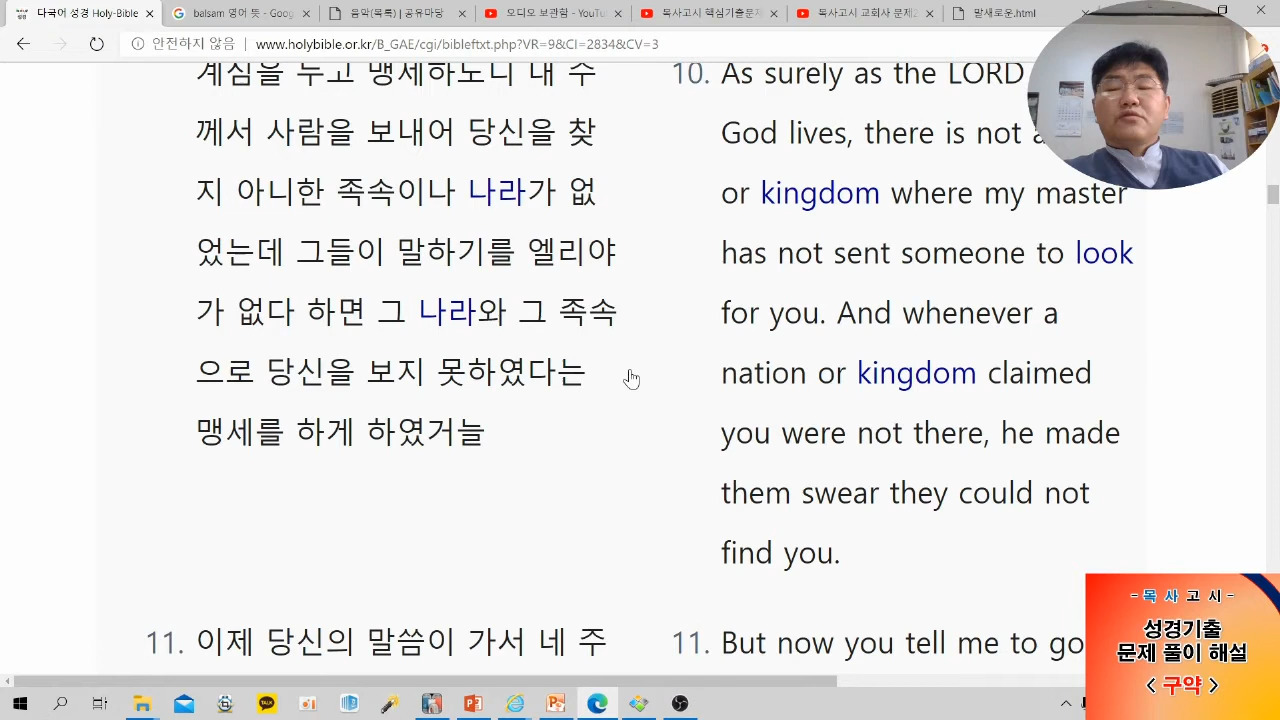 다국어 성경 Holy-Bible
balsam 영어 뜻 - Goog
음악(목록) | 공유마당
오디오 보관함 - YouTu
목사고시 핵심기출문
목사고시 교회사 문제2
말새로운.html
안전하지 않음
www.holybible.or.kr/B_GAE/cgi/bibleftxt.php?VR=9&CI=2834&CV=3
계심을 두고 맹세하노니 내 주
께서 사람을 보내어 당신을 찾
지 아니한 족속이나 나라가 없
었는데 그들이 말하기를 엘리야
가 없다 하면 그 나라와 그 족속
으로 당신을 보지 못하였다는
맹세를 하게 하였거늘
11. 이제 당신의 말씀이 가서 네 주
10. As surely as the LORD
God lives, there is not a
or kingdom where my master
has not sent someone to look
for you. And whenever a
nation or kingdom claimed
you were not there, he made
them swear they could not
find you.
11. But now you tell me to go
- 목 사 고 시 -
성경기출
문제 풀이 해설
< 구약 >
TALK